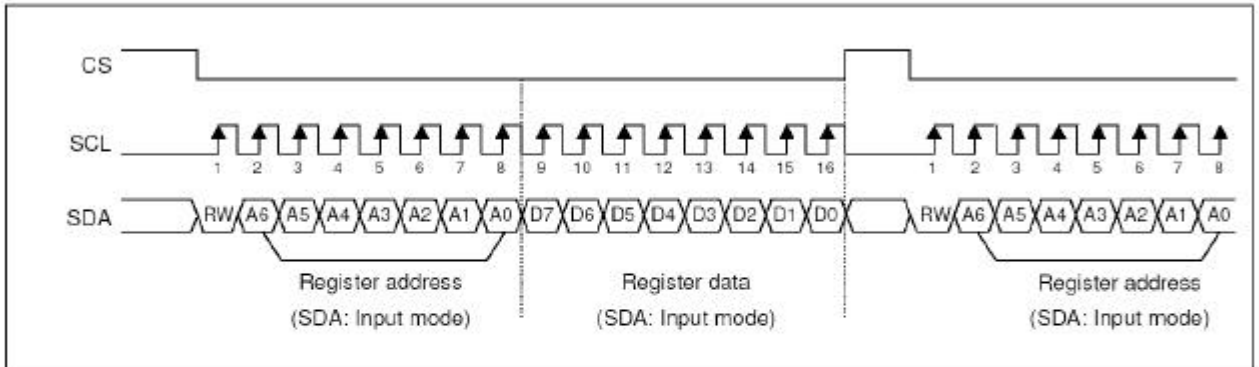 CS
SCL
1 2 3 4 5 6 7 8 9 10 11 12 13 14 15 16 1 2 3 4 5 6 7 8
SDA RW A6 A5 A4 A3 A2 A1 A0 D7 D6 D5 D4 D3 D2 D1 D0 RW A6 A5 A4 A3 A2 A1 A0
Register address Register data Register address
(SDA: Input mode) (SDA: Input mode) (SDA: Input mode)